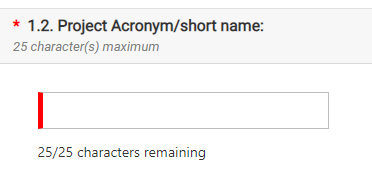 * 1.2. Project Acronym/short name:
25 character(s) maximum
25/25 characters remaining